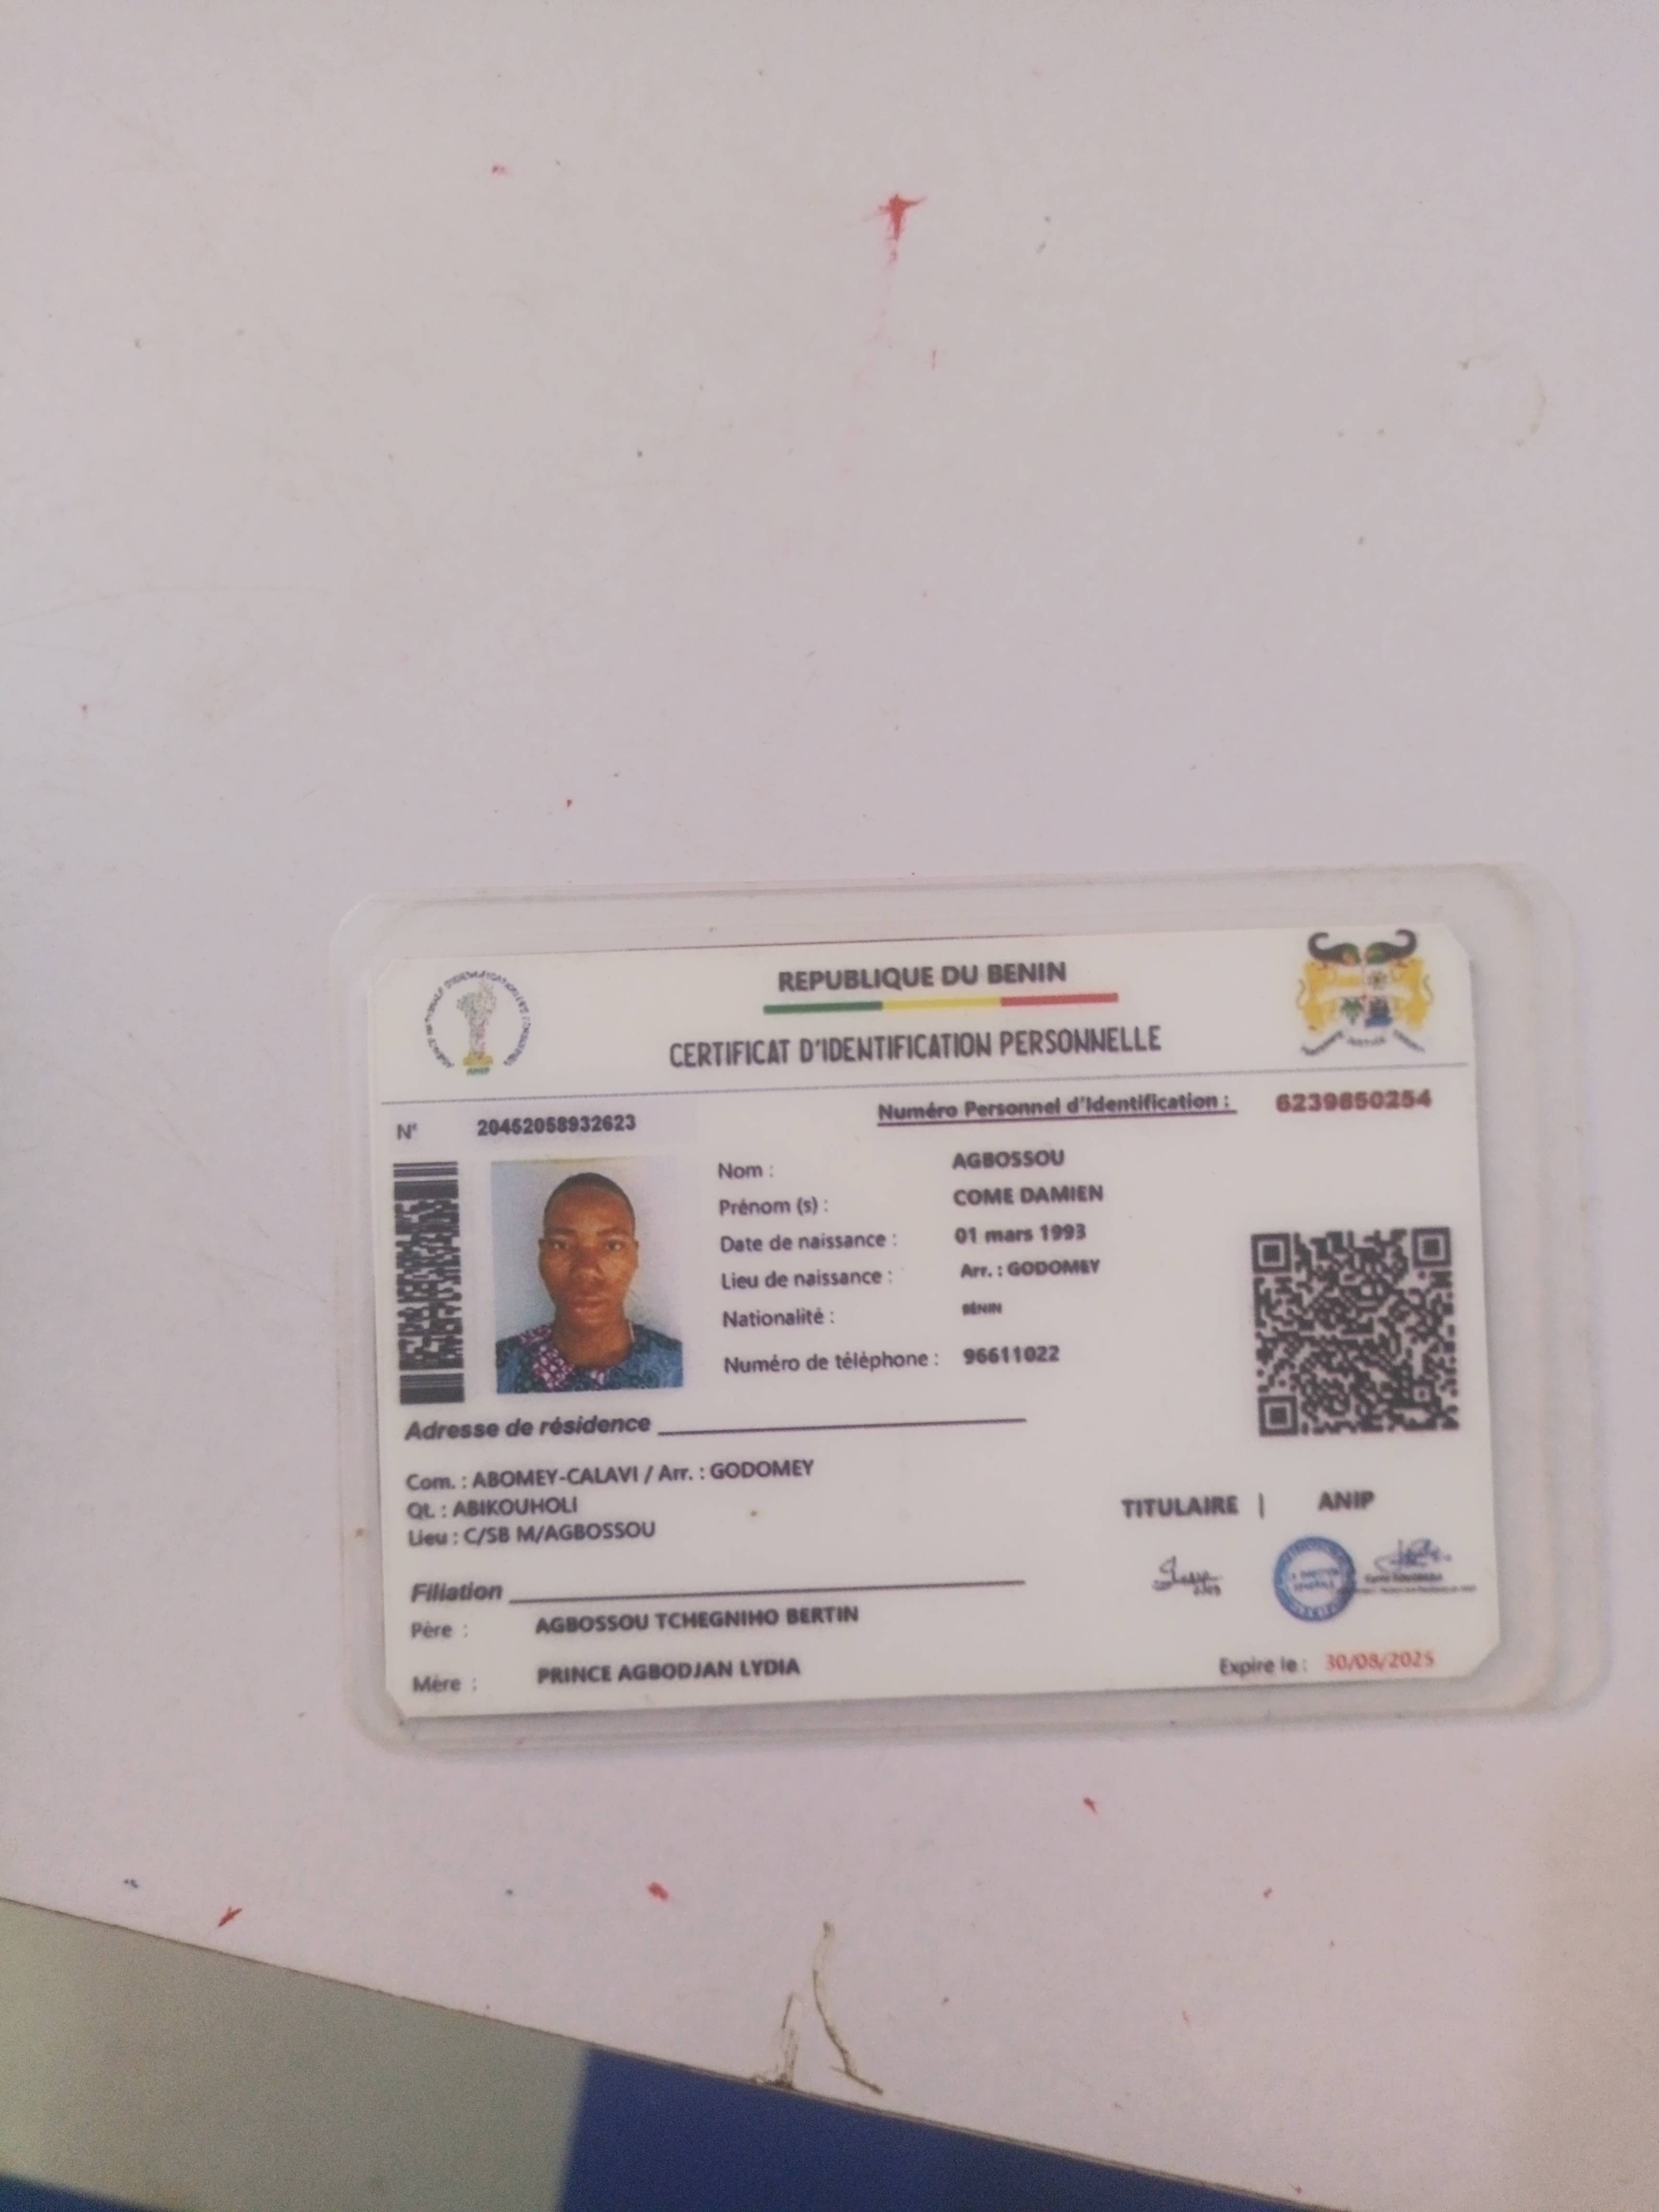 REPUBLIQUE DU BENIN
CERTIFICAT D'IDENTIFICATION PERSONNELLE
N° 20452058932623
Numéro Personnel d'Identification : 6239850254
Nom : AGBOSSOU
Prénom (s) : COME DAMIEN
Date de naissance : 01 mars 1993
Lieu de naissance : Arr. : GODOMEY
Nationalité : BÉNIN
Numéro de téléphone : 96611022
Adresse de résidence
Com. : ABOMEY-CALAVI / Arr. : GODOMEY
Qt. : ABIKOUHOLI
Lieu : C/SB M/AGBOSSOU
TITULAIRE | ANIP
Filiation
Père : AGBOSSOU TCHEGNIHO BERTIN
Mère : PRINCE AGBODJAN LYDIA
Expire le : 30/08/2025